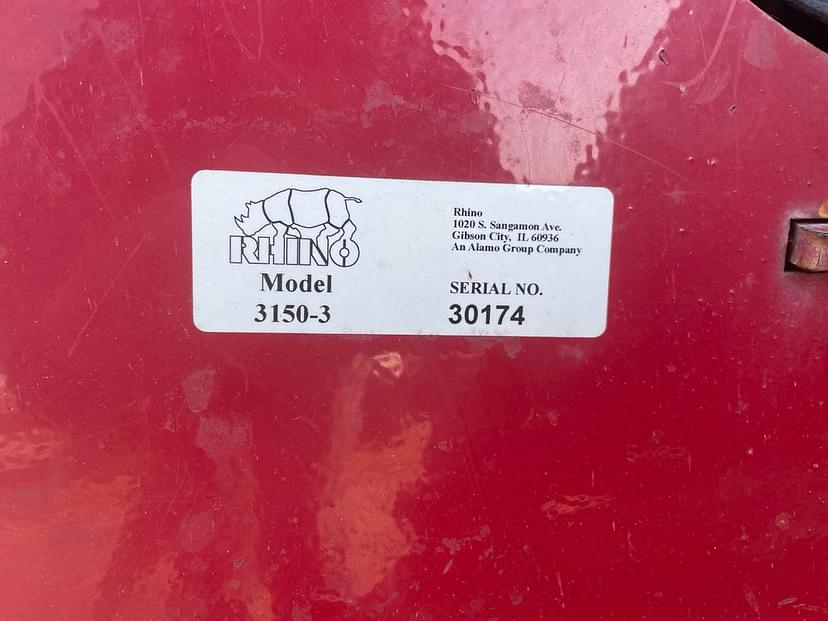 RHINO
Model
3150-3
Rhino
1020 S. Sangamon Ave.
Gibson City, IL 60936
An Alamo Group Company
SERIAL NO.
30174